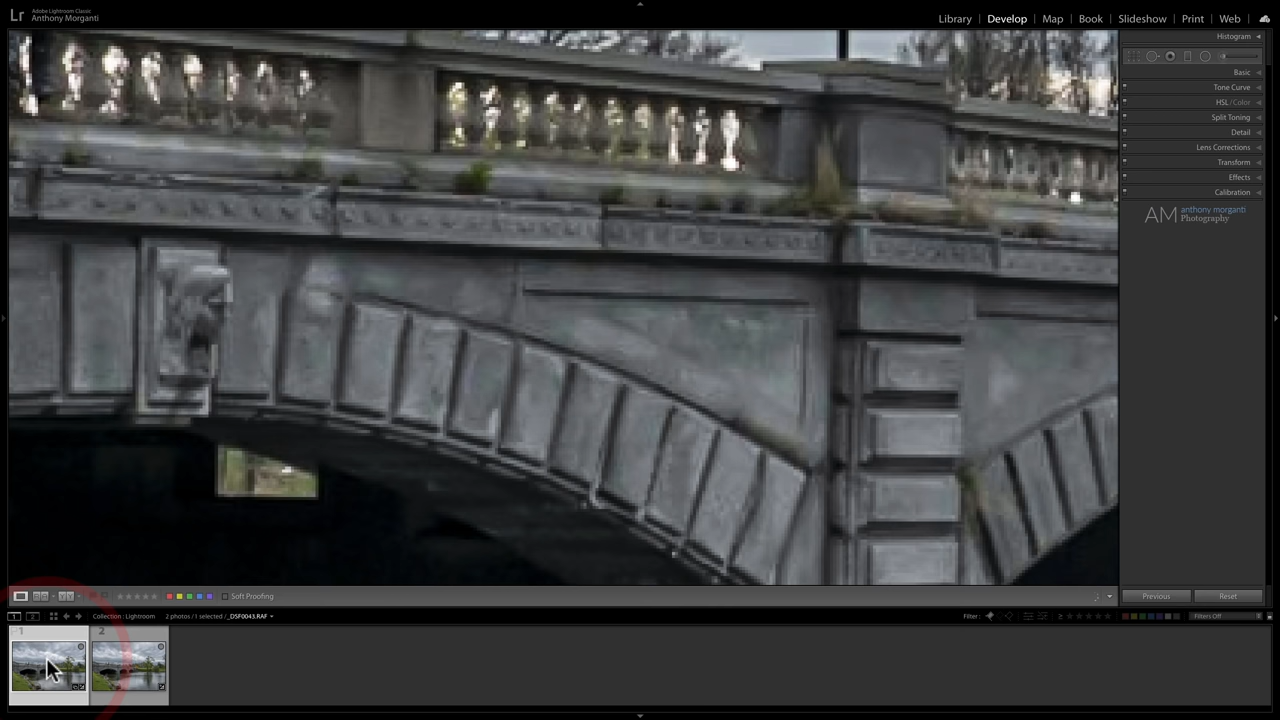 Lr
Adobe Lightroom Classic
Anthony Morganti
Library | Develop | Map | Book | Slideshow | Print | Web
Histogram
Basic
Tone Curve
HSL / Color
Split Toning
Detail
Lens Corrections
Transform
Effects
Calibration
AM anthony morganti
Photography
Soft Proofing
Previous
Reset
1 2 Collection : Lightroom 2 photos / 1 selected / _DSF0043.RAF
Filter :
Filters Off
1 2